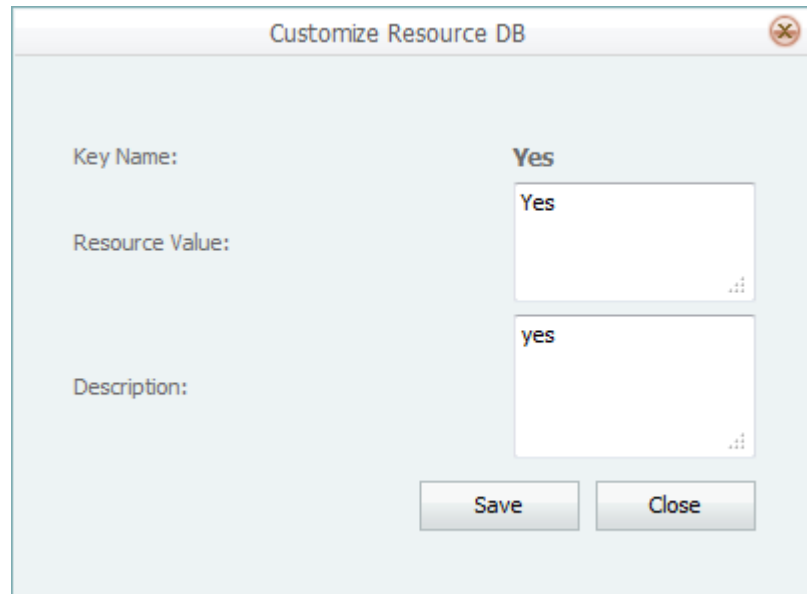 Customize Resource DB
Key Name:
Yes
Resource Value:
Yes
Description:
yes
Save
Close